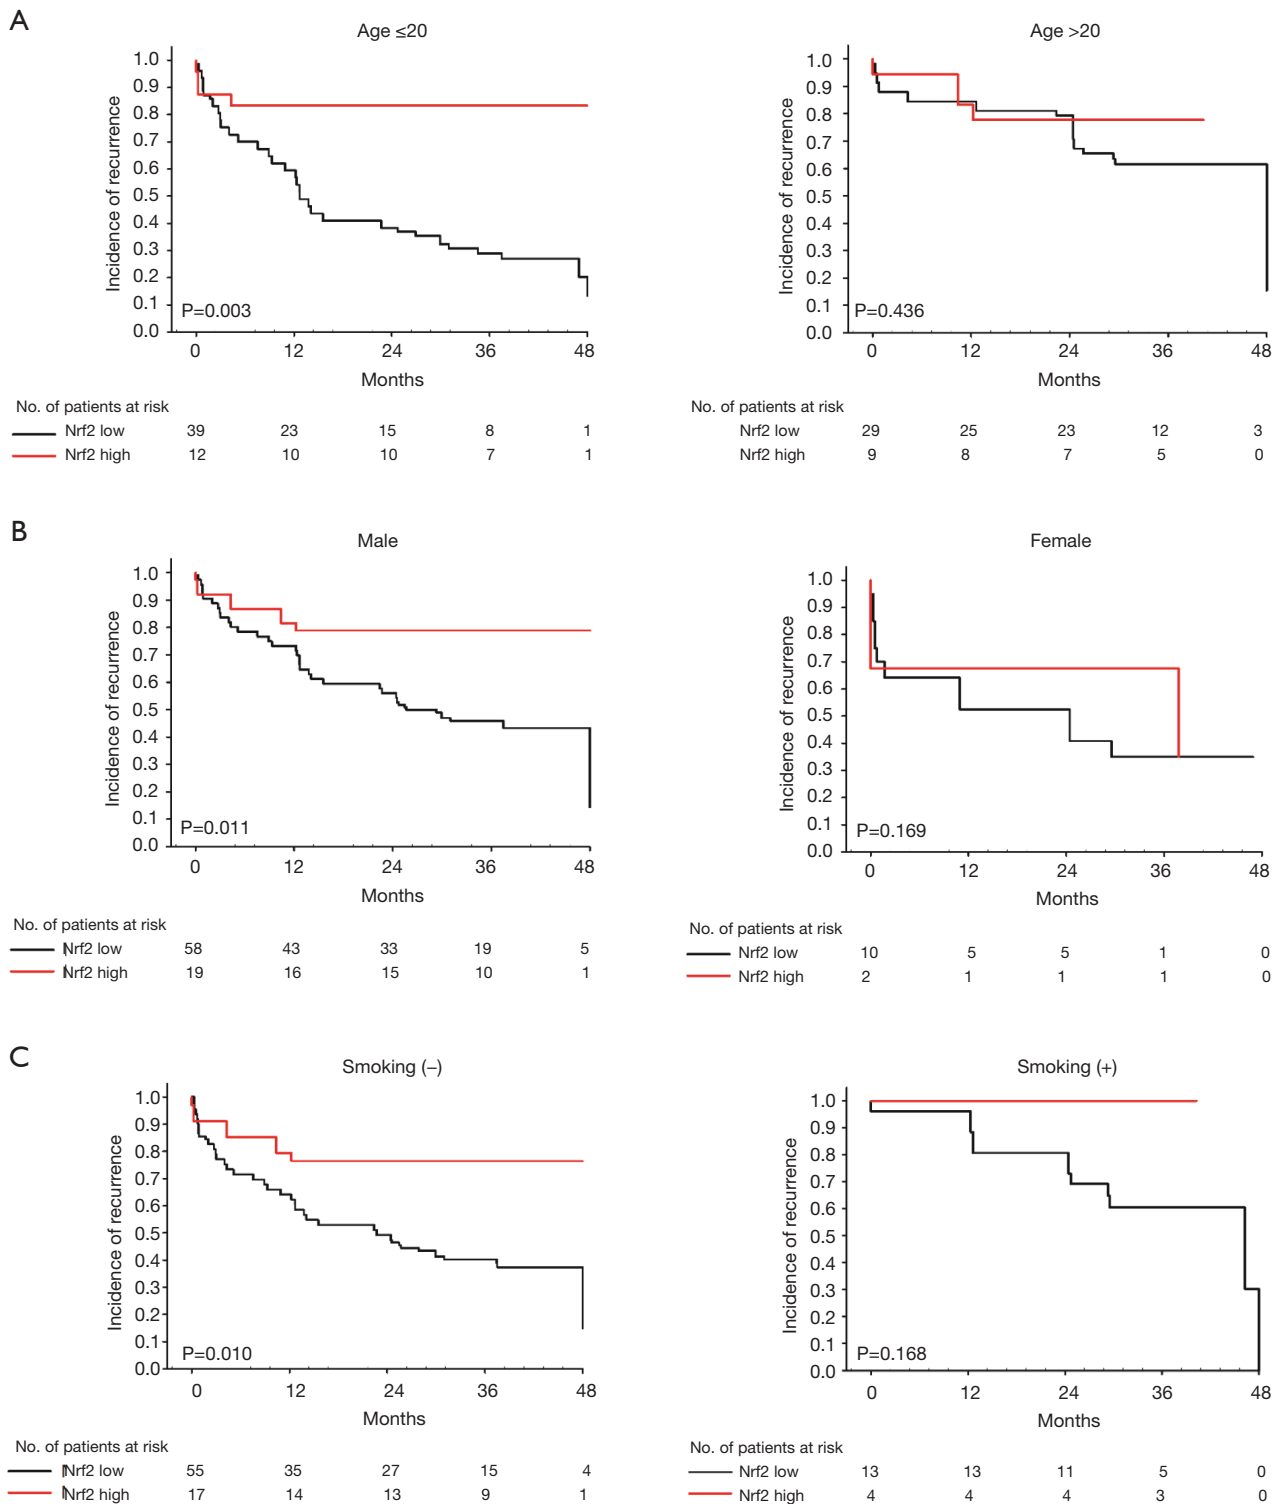 A
Age ≤20
Incidence of recurrence
1.0
0.9
0.8
0.7
0.6
0.5
0.4
0.3
0.2
0.1
0.0
P=0.003
0 12 24 36 48
Months
No. of patients at risk
Nrf2 low 39 23 15 8 1
Nrf2 high 12 10 10 7 1
Age >20
Incidence of recurrence
1.0
0.9
0.8
0.7
0.6
0.5
0.4
0.3
0.2
0.1
0.0
P=0.436
0 12 24 36 48
Months
No. of patients at risk
Nrf2 low 29 25 23 12 3
Nrf2 high 9 8 7 5 0
B
Male
Incidence of recurrence
1.0
0.9
0.8
0.7
0.6
0.5
0.4
0.3
0.2
0.1
0.0
P=0.011
0 12 24 36 48
Months
No. of patients at risk
Nrf2 low 58 43 33 19 5
Nrf2 high 19 16 15 10 1
Female
Incidence of recurrence
1.0
0.9
0.8
0.7
0.6
0.5
0.4
0.3
0.2
0.1
0.0
P=0.169
0 12 24 36 48
Months
No. of patients at risk
Nrf2 low 10 5 5 1 0
Nrf2 high 2 1 1 1 0
C
Smoking (–)
Incidence of recurrence
1.0
0.9
0.8
0.7
0.6
0.5
0.4
0.3
0.2
0.1
0.0
P=0.010
0 12 24 36 48
Months
No. of patients at risk
Nrf2 low 55 35 27 15 4
Nrf2 high 17 14 13 9 1
Smoking (+)
Incidence of recurrence
1.0
0.9
0.8
0.7
0.6
0.5
0.4
0.3
0.2
0.1
0.0
P=0.168
0 12 24 36 48
Months
No. of patients at risk
Nrf2 low 13 13 11 5 0
Nrf2 high 4 4 4 3 0